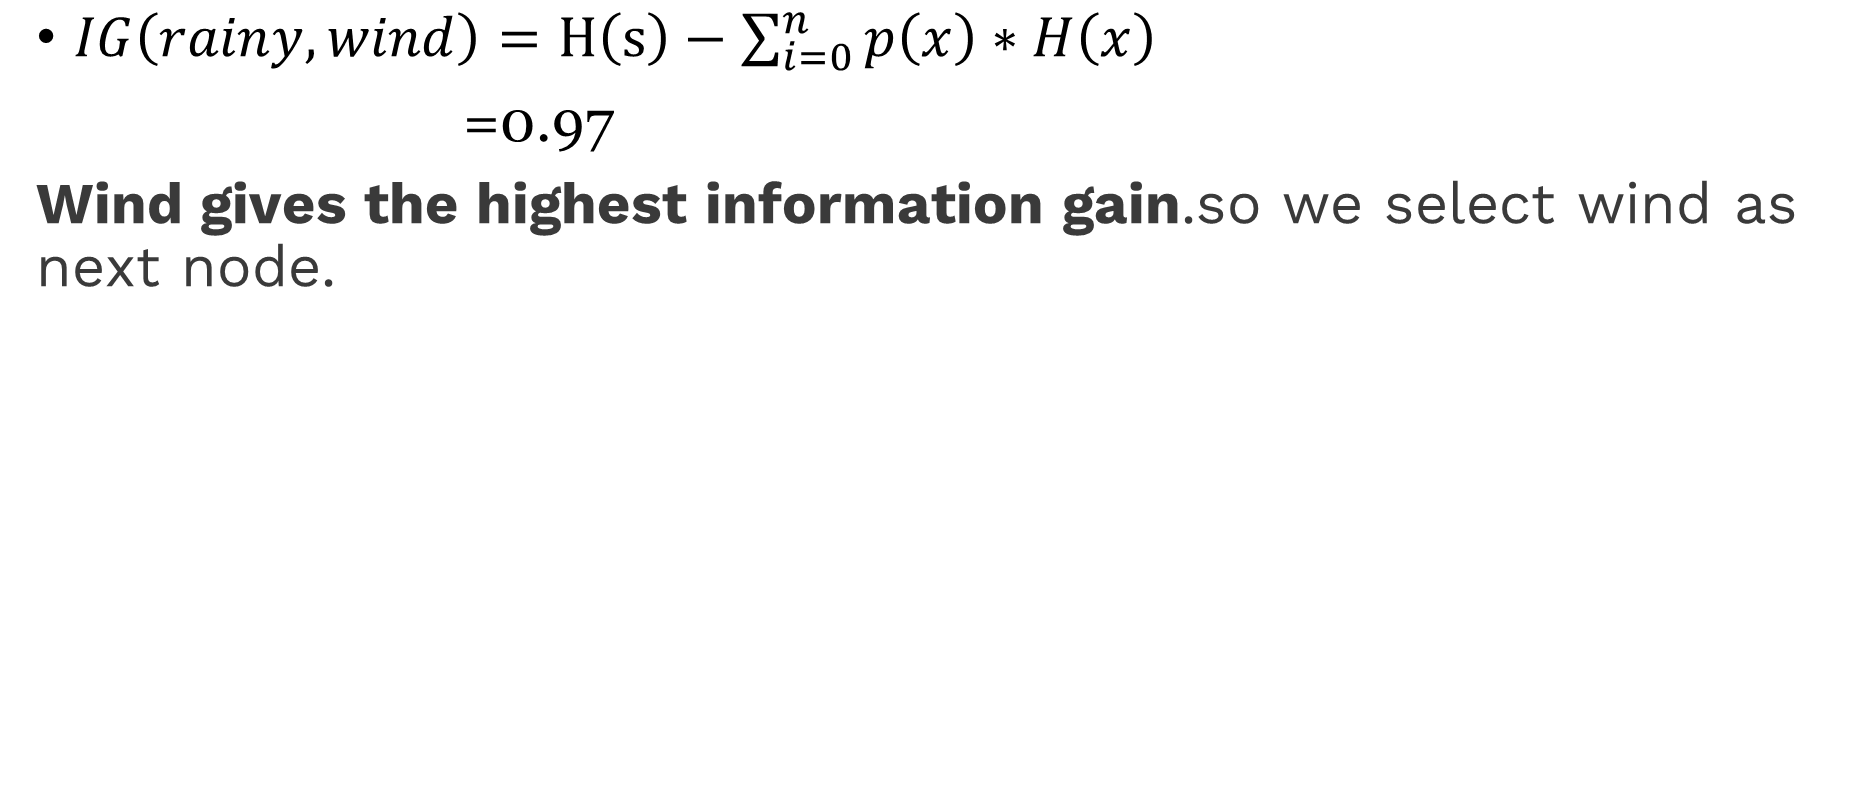 • IG(rainy, wind) = H(s) − ∑ⁿᵢ₌₀ p(x) ∗ H(x)
=0.97
Wind gives the highest information gain.so we select wind as
next node.